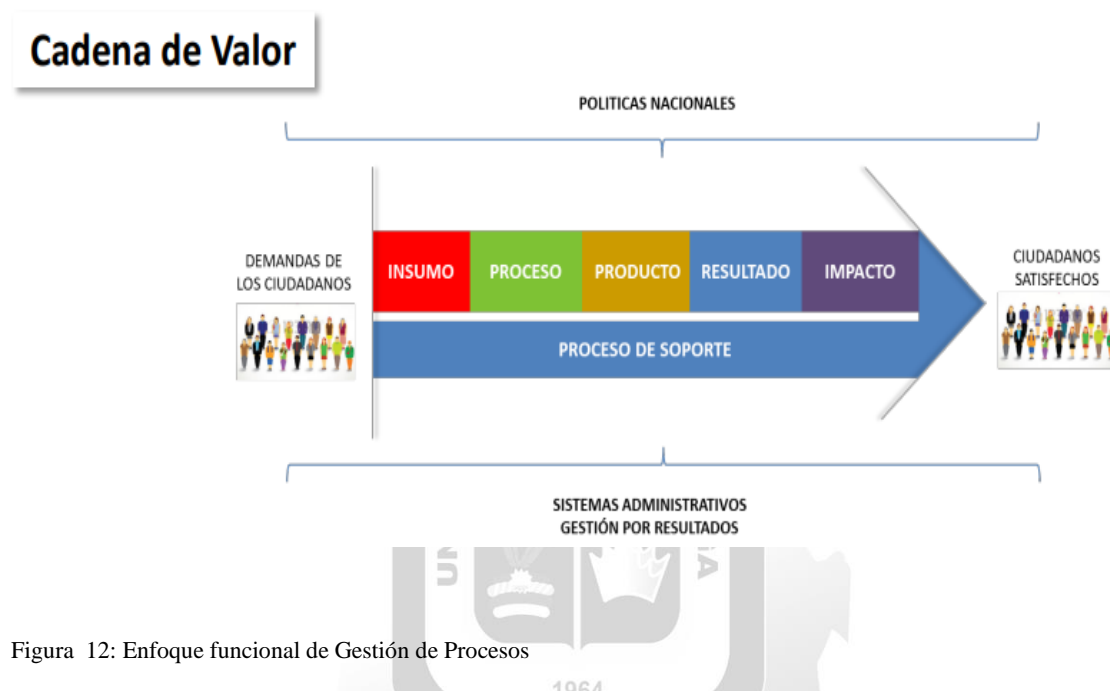 Cadena de Valor
POLITICAS NACIONALES
DEMANDAS DE
LOS CIUDADANOS
INSUMO PROCESO PRODUCTO RESULTADO IMPACTO
PROCESO DE SOPORTE
CIUDADANOS
SATISFECHOS
SISTEMAS ADMINISTRATIVOS
GESTIÓN POR RESULTADOS
Figura 12: Enfoque funcional de Gestión de Procesos
1964